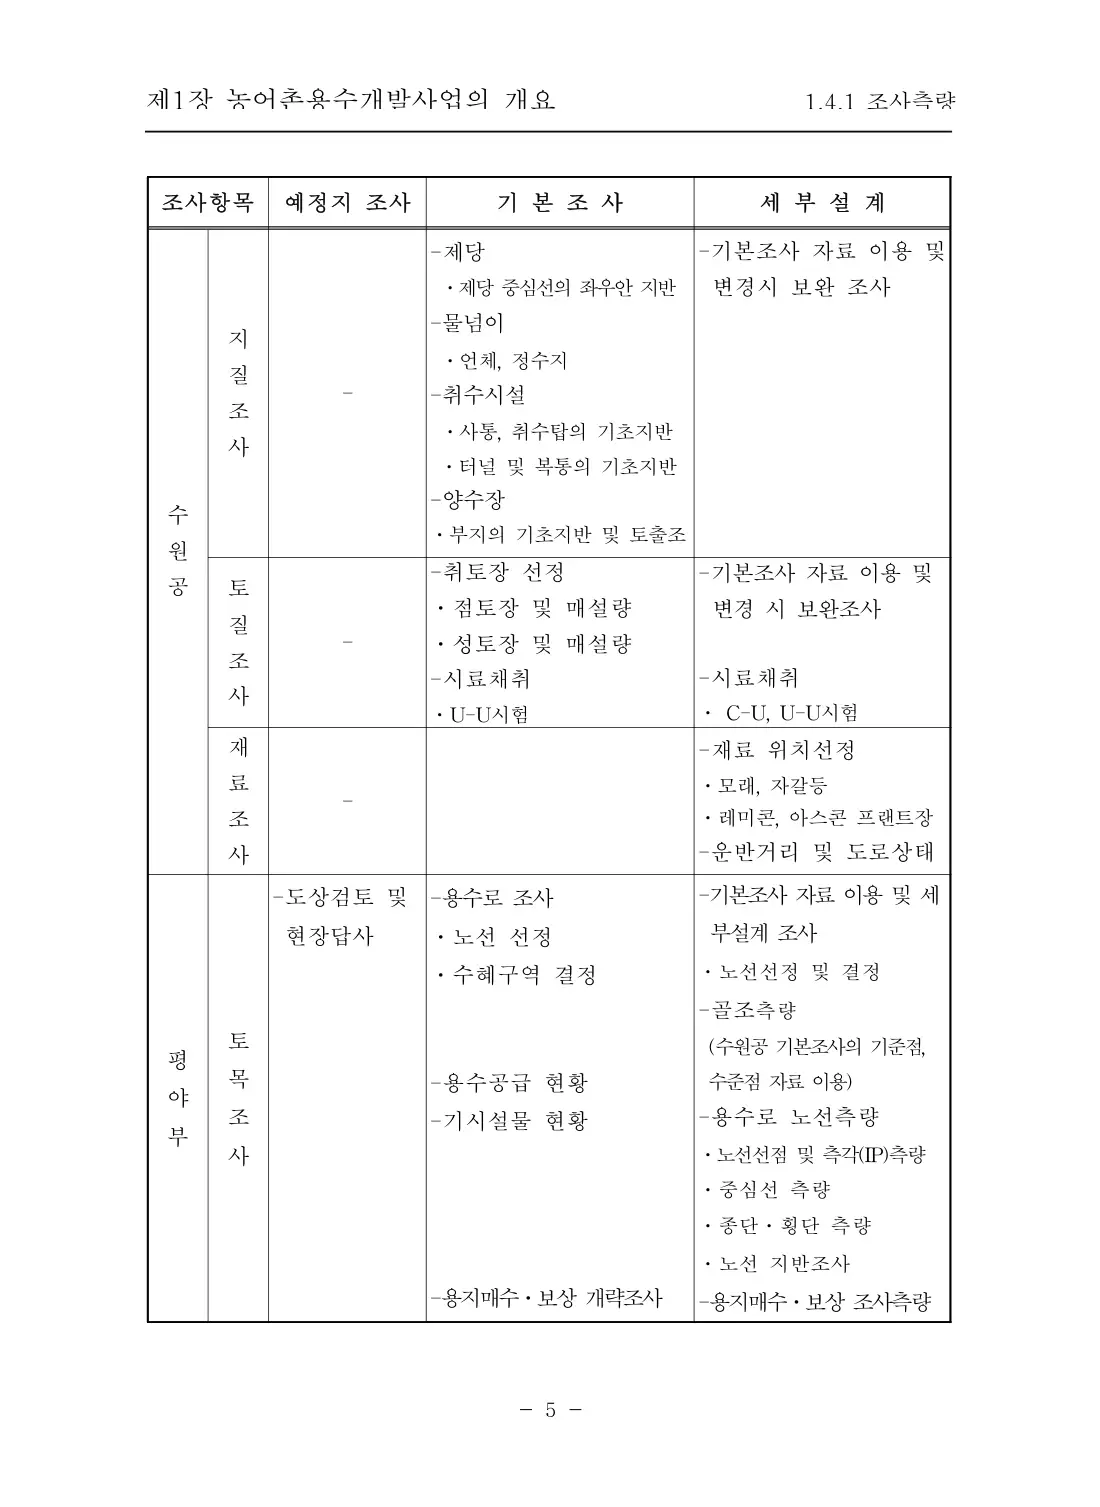 제1장 농어촌용수개발사업의 개요 1.4.1 조사측량
조사항목 예정지 조사 기 본 조 사 세 부 설 계
수원공
지질조사
-
-제당
·제당 중심선의 좌우안 지반
-물넘이
·언체, 정수지
-취수시설
·사통, 취수탑의 기초지반
·터널 및 복통의 기초지반
-양수장
·부지의 기초지반 및 토출조
-기본조사 자료 이용 및
변경시 보완 조사
토질조사
-
-취토장 선정
·점토장 및 매설량
·성토장 및 매설량
-시료채취
·U-U시험
-기본조사 자료 이용 및
변경 시 보완조사
-시료채취
· C-U, U-U시험
재료조사
-
-재료 위치선정
·모래, 자갈등
·레미콘, 아스콘 프랜트장
-운반거리 및 도로상태
평야부
토목조사
-도상검토 및
현장답사
-용수로 조사
·노선 선정
·수혜구역 결정
-용수공급 현황
-기시설물 현황
-용지매수·보상 개략조사
-기본조사 자료 이용 및 세
부설계 조사
·노선선정 및 결정
-골조측량
(수원공 기본조사의 기준점,
수준점 자료 이용)
-용수로 노선측량
·노선선점 및 측각(IP)측량
·중심선 측량
·종단·횡단 측량
·노선 지반조사
-용지매수·보상 조사측량
- 5 -